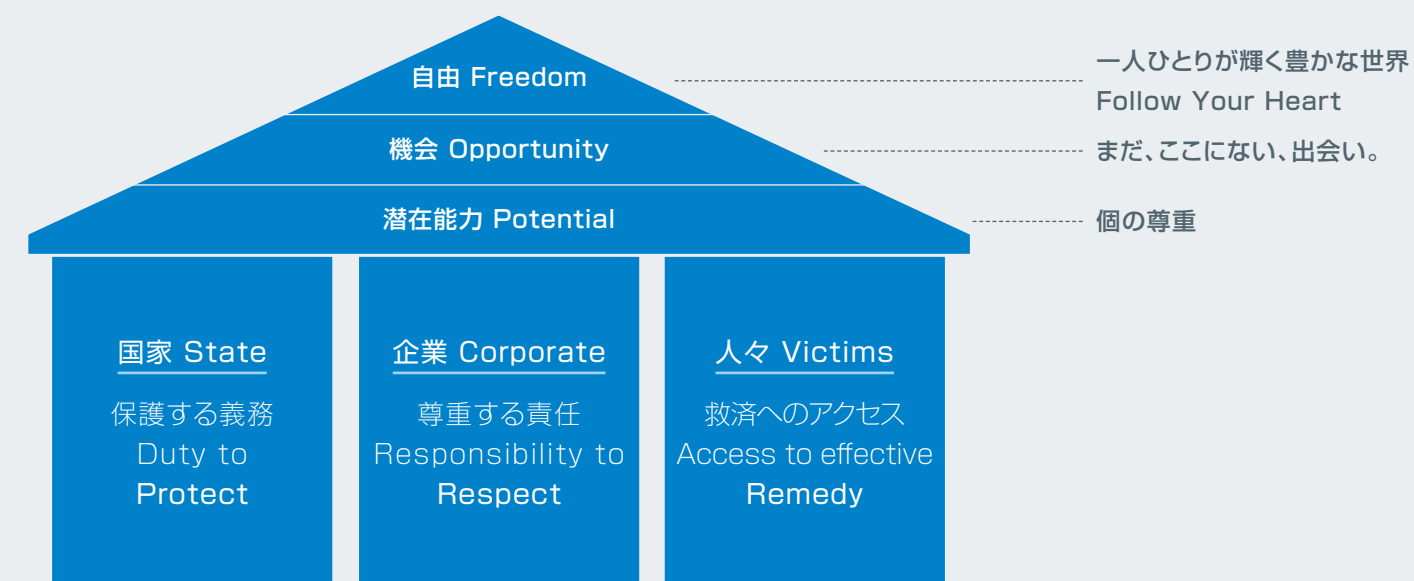 自由 Freedom
一人ひとりが輝く豊かな世界
Follow Your Heart
機会 Opportunity
まだ、ここにない、出会い。
潜在能力 Potential
個の尊重
国家 State
保護する義務
Duty to
Protect
企業 Corporate
尊重する責任
Responsibility to
Respect
人々 Victims
救済へのアクセス
Access to effective
Remedy